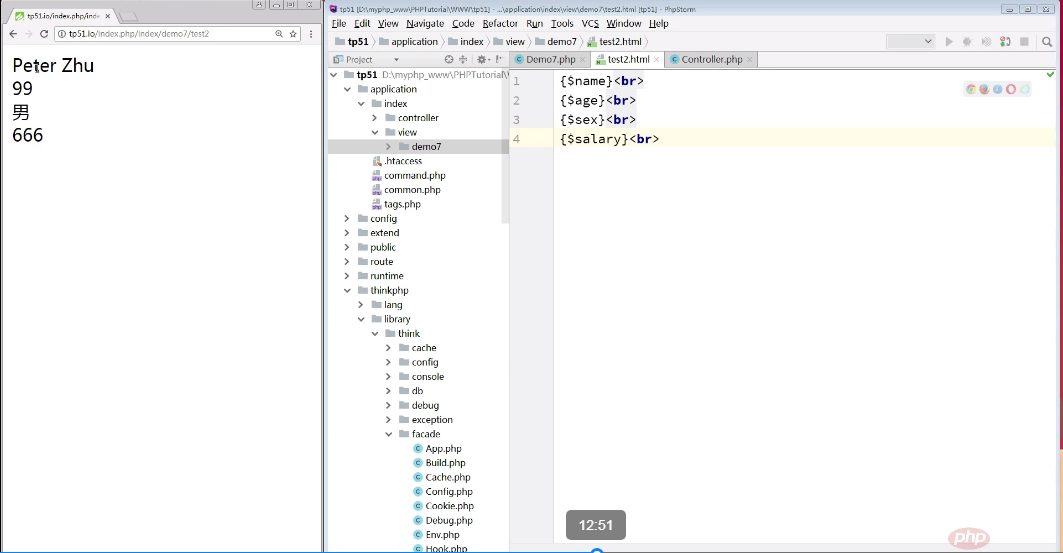 tp51.io/index.php/inde
tp51.io/index.php/index/demo7/test2
Peter Zhu
99
男
666
tp51 [D:\myphp_www\PHPTutorial\WWW\tp51] - ...\application\index\view\demo7\test2.html [tp51] - PhpStorm
File Edit View Navigate Code Refactor Run Tools VCS Window Help
tp51 application index view demo7 test2.html
Project
Demo7.php test2.html Controller.php
tp51 D:\myphp_www\PHPTutorial\
application
index
controller
view
demo7
.htaccess
command.php
common.php
tags.php
config
extend
public
route
runtime
thinkphp
lang
library
think
cache
config
console
db
debug
exception
facade
App.php
Build.php
Cache.php
Config.php
Cookie.php
Debug.php
Env.php
Hook.php
1 {$name}<br>
2 {$age}<br>
3 {$sex}<br>
4 {$salary}<br>
12:51
php